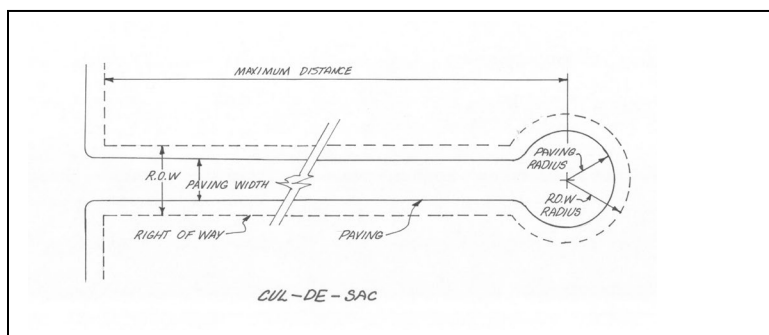 MAXIMUM DISTANCE
PAVING
RADIUS
R.O.W
PAVING WIDTH
R.O.W
RADIUS
RIGHT OF WAY
PAVING
CUL-DE-SAC